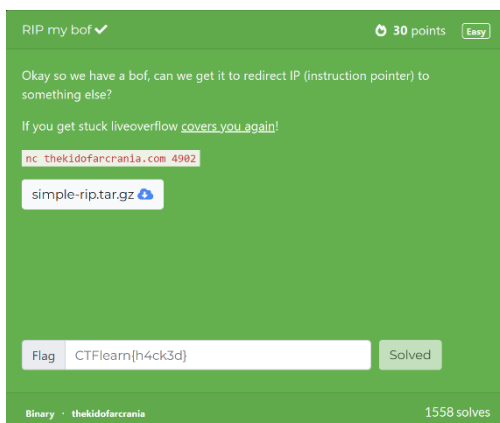 RIP my bof
30 points Easy
Okay so we have a bof, can we get it to redirect IP (instruction pointer) to
something else?
If you get stuck liveoverflow covers you again!
nc thekidofarcrania.com 4902
simple-rip.tar.gz
Flag CTFlearn{h4ck3d} Solved
Binary · thekidofarcrania 1558 solves